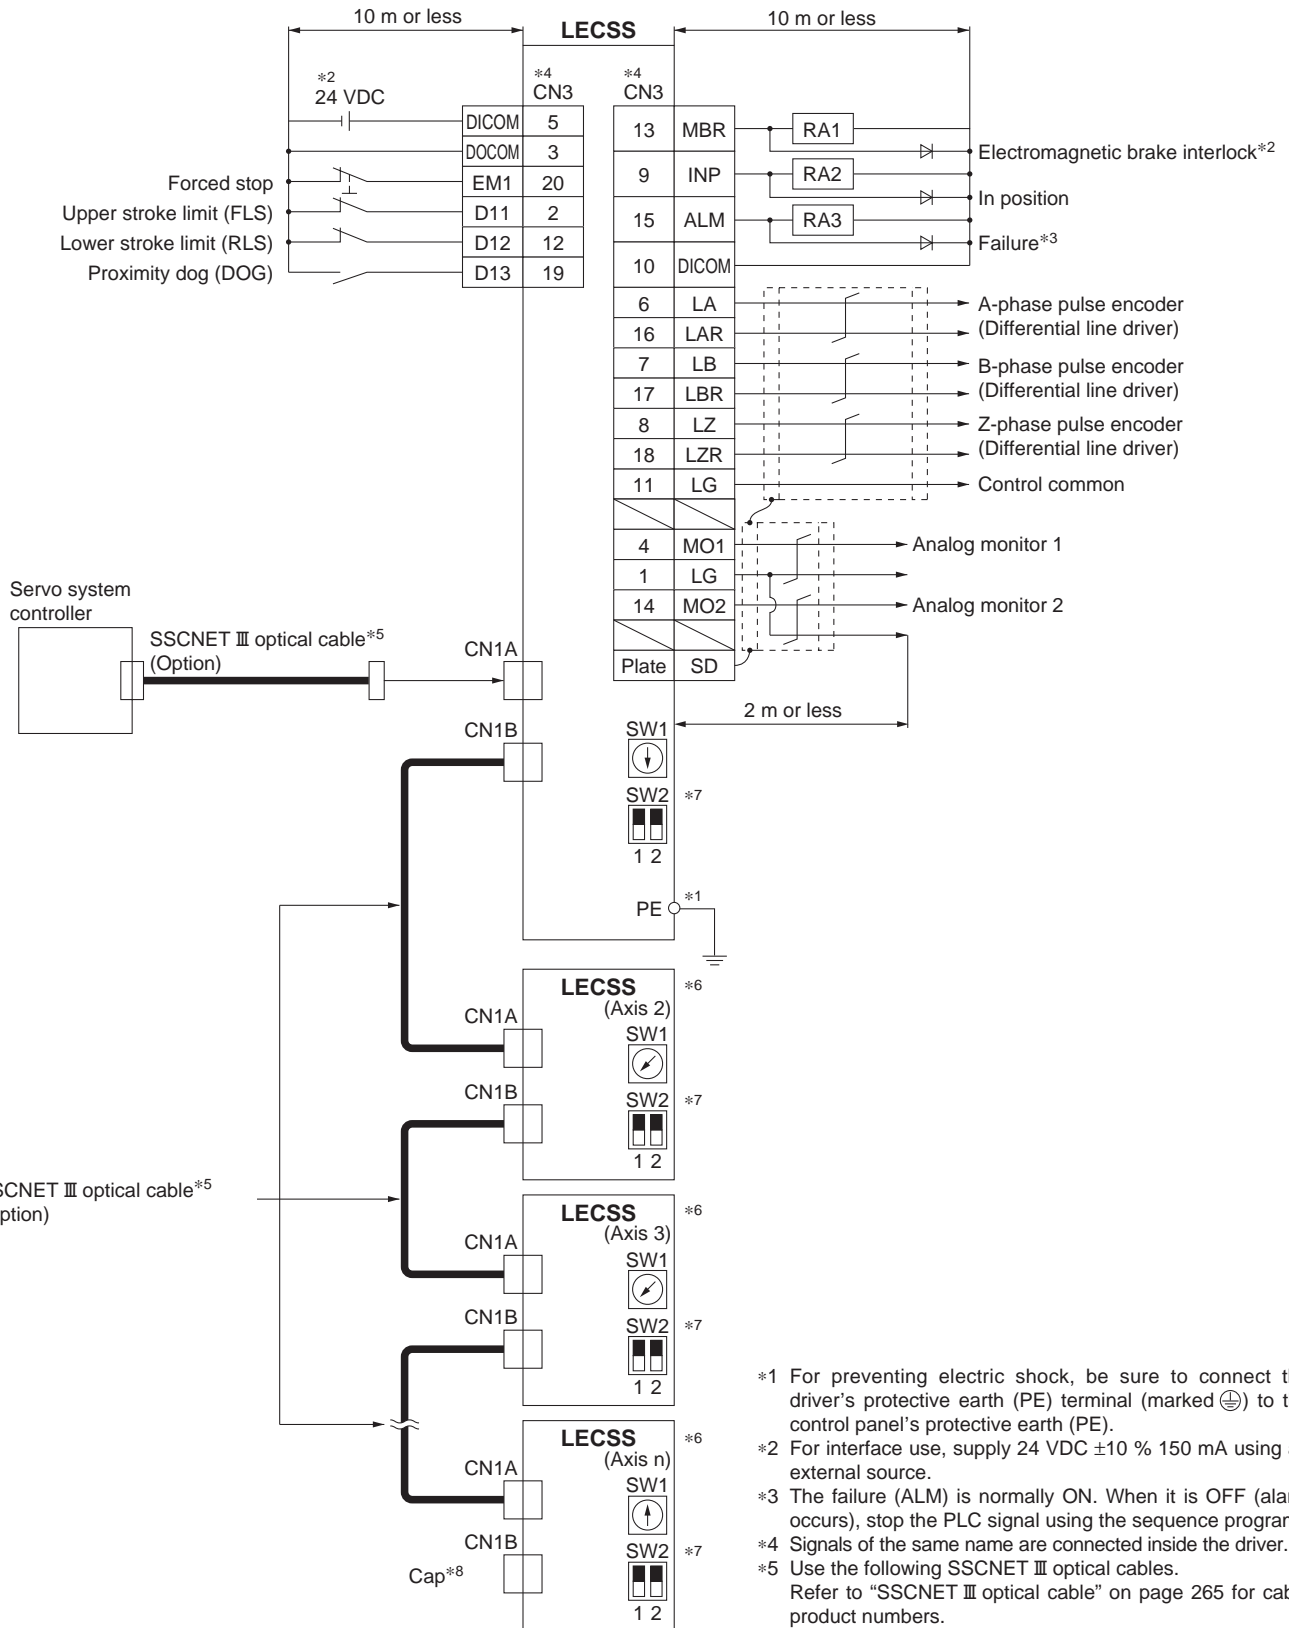 10 m or less
LECSS
10 m or less
*2
24 VDC
*4
CN3
*4
CN3
DICOM 5
DOCOM 3
Forced stop EM1 20
Upper stroke limit (FLS) D11 2
Lower stroke limit (RLS) D12 12
Proximity dog (DOG) D13 19
13 MBR RA1
Electromagnetic brake interlock*2
9 INP RA2
In position
15 ALM RA3
Failure*3
10 DICOM
6 LA A-phase pulse encoder
16 LAR (Differential line driver)
7 LB B-phase pulse encoder
17 LBR (Differential line driver)
8 LZ Z-phase pulse encoder
18 LZR (Differential line driver)
11 LG Control common
4 MO1 Analog monitor 1
1 LG
14 MO2 Analog monitor 2
Plate SD
2 m or less
Servo system
controller
SSCNET Ⅲ optical cable*5
(Option)
CN1A
CN1B
SW1
SW2 *7
1 2
PE *1
LECSS *6
(Axis 2)
CN1A
SW1
CN1B
SW2 *7
1 2
optical cable*5
LECSS *6
(Axis 3)
CN1A
SW1
CN1B
SW2 *7
1 2
LECSS *6
(Axis n)
CN1A
SW1
CN1B
Cap*8
SW2 *7
1 2
*1 For preventing electric shock, be sure to connect
driver's protective earth (PE) terminal (marked ⏚) to
control panel's protective earth (PE).
*2 For interface use, supply 24 VDC ±10 % 150 mA using
external source.
*3 The failure (ALM) is normally ON. When it is OFF
occurs), stop the PLC signal using the sequence
*4 Signals of the same name are connected inside the driver.
*5 Use the following SSCNET Ⅲ optical cables.
Refer to “SSCNET Ⅲ optical cable” on page 265 for
product numbers.